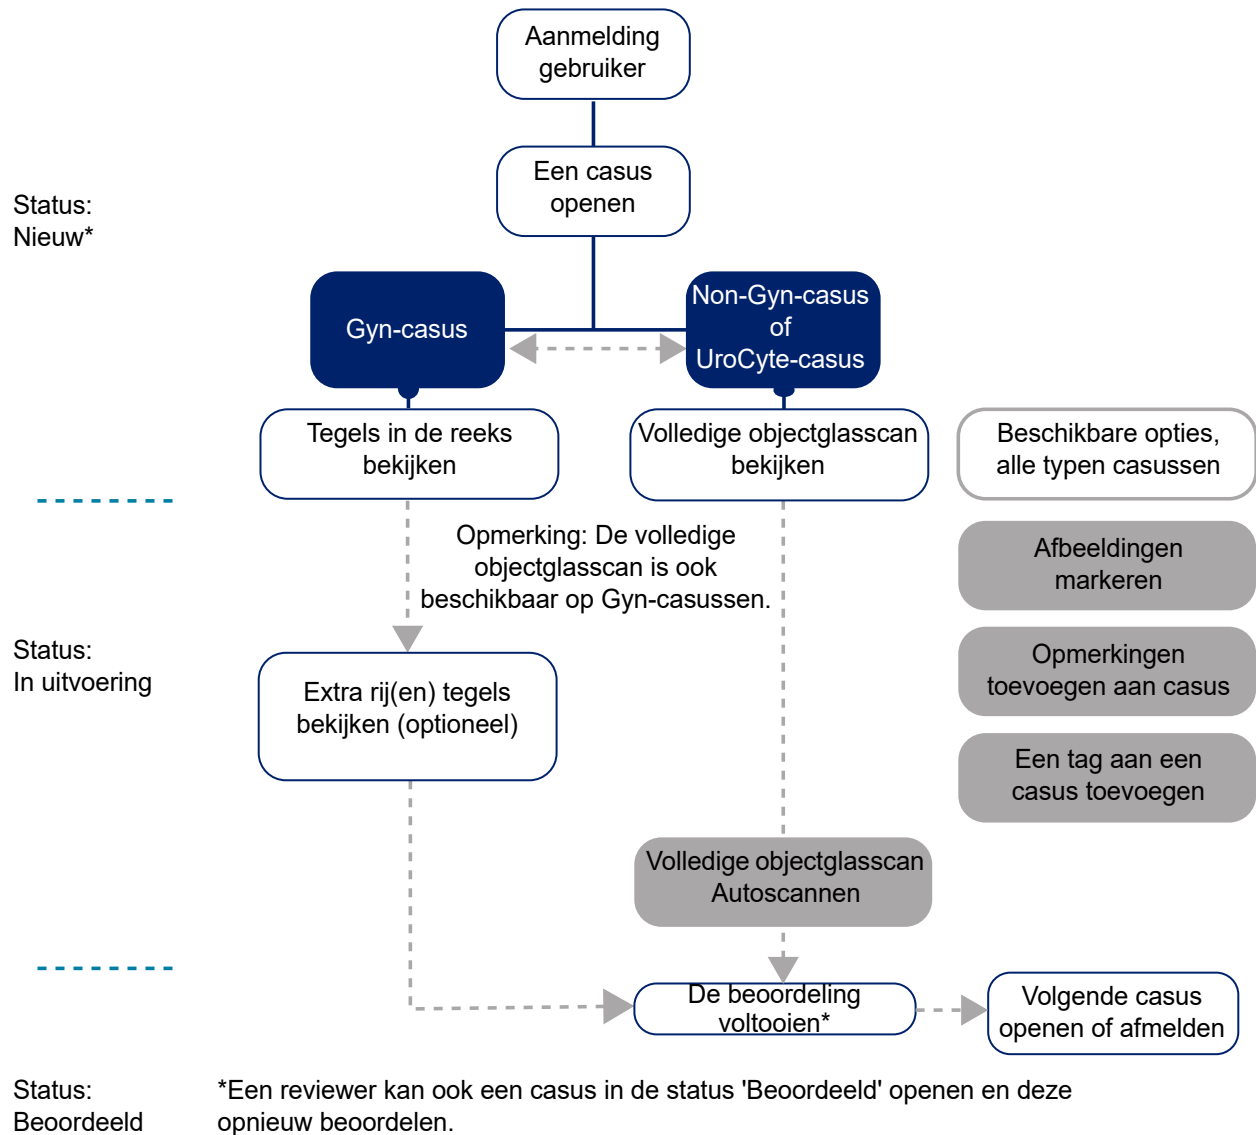 Aanmelding
gebruiker
Een casus
openen
Status:
Nieuw*
Gyn-casus
Non-Gyn-casus
of
UroCyte-casus
Tegels in de reeks
bekijken
Volledige objectglasscan
bekijken
Beschikbare opties,
alle typen casussen
Opmerking: De volledige
objectglasscan is ook
beschikbaar op Gyn-casussen.
Afbeeldingen
markeren
Status:
In uitvoering
Extra rij(en) tegels
bekijken (optioneel)
Opmerkingen
toevoegen aan casus
Een tag aan een
casus toevoegen
Volledige objectglasscan
Autoscannen
De beoordeling
voltooien*
Volgende casus
openen of afmelden
Status:
Beoordeeld
*Een reviewer kan ook een casus in de status 'Beoordeeld' openen en deze
opnieuw beoordelen.